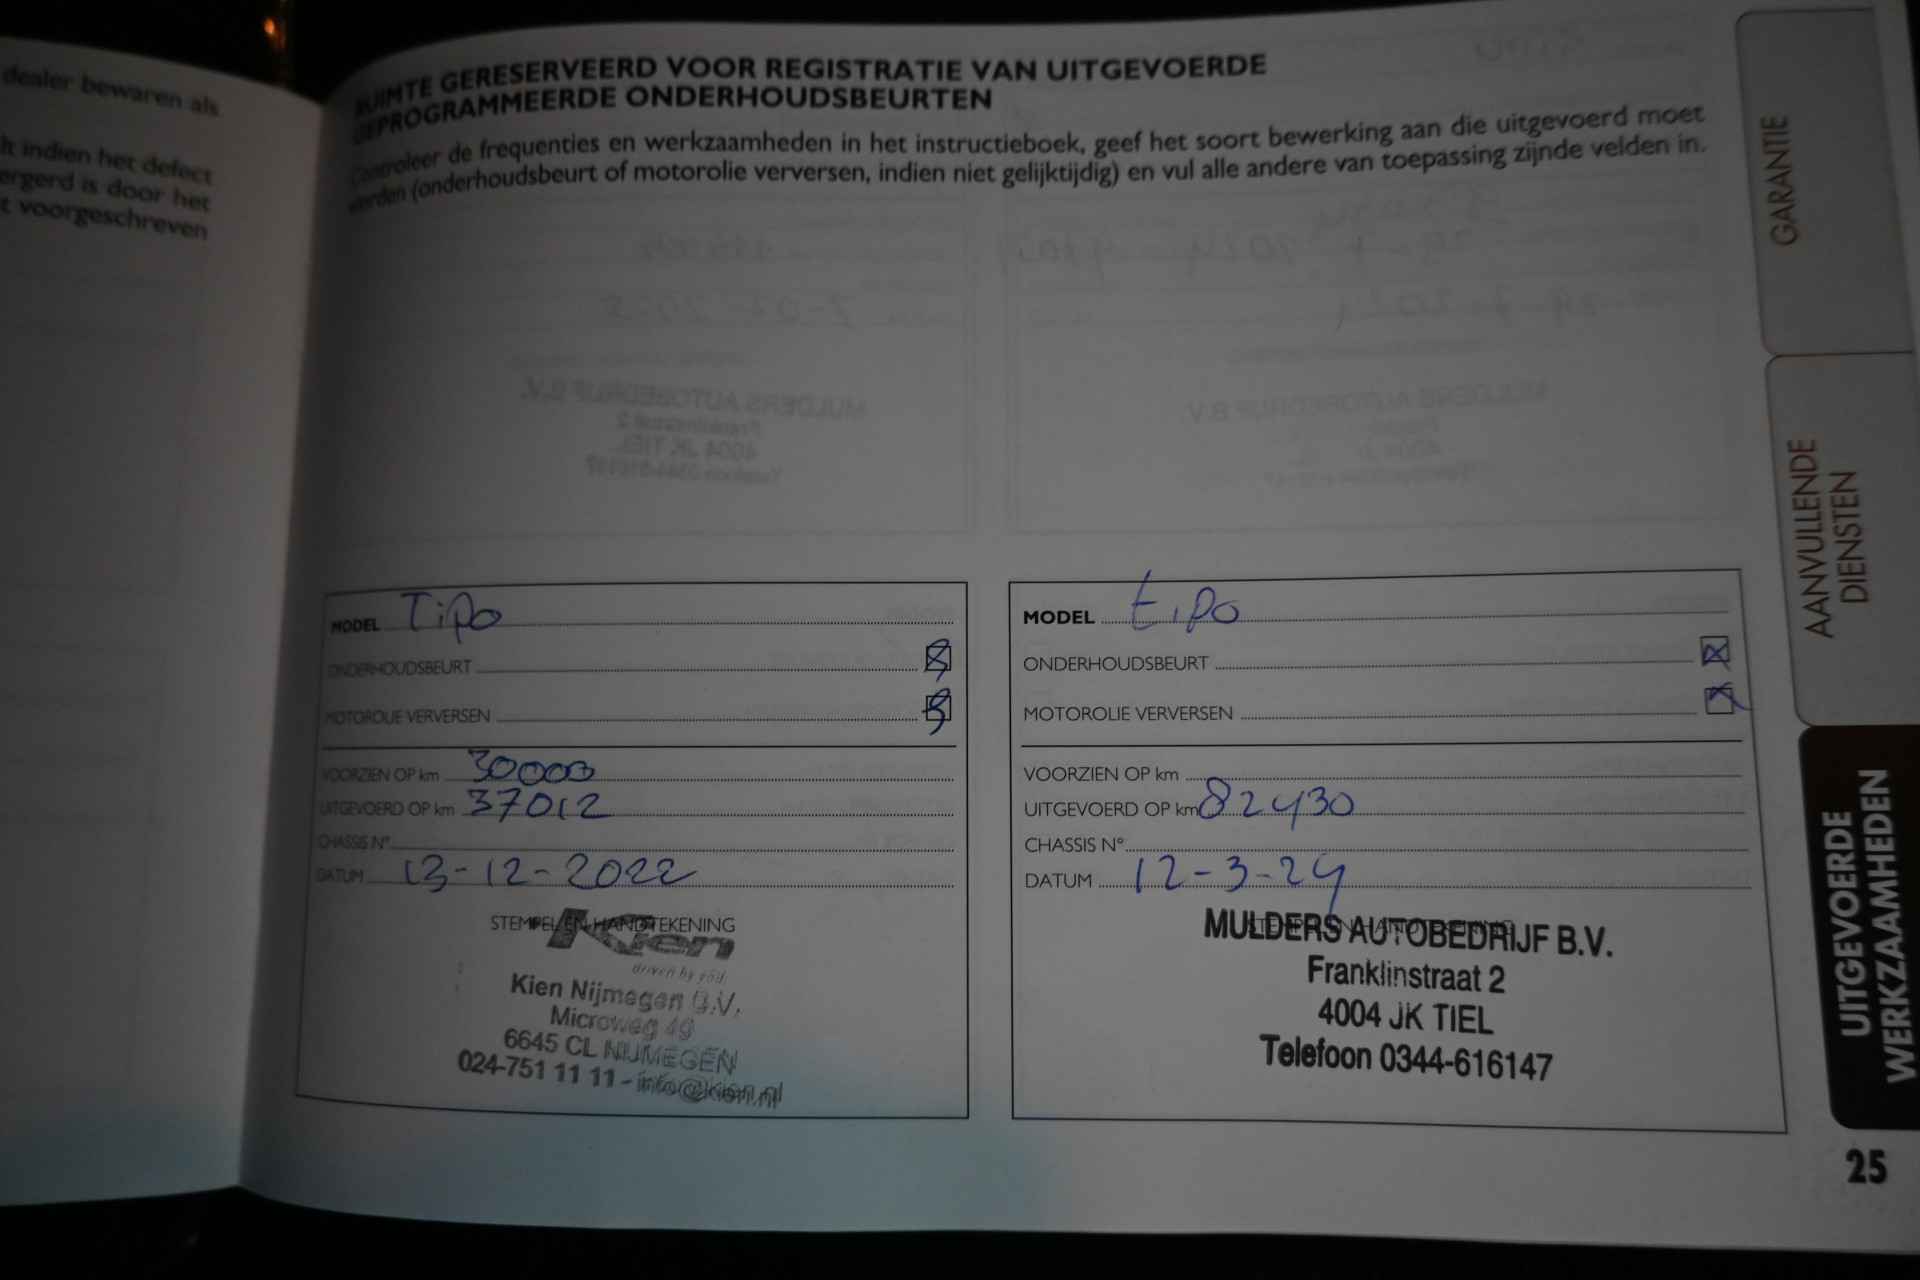 dealer bewaren als
lt indien het defect
ergerd is door het
t voorgeschreven
RUIMTE GERESERVEERD VOOR REGISTRATIE VAN UITGEVOERDE
GEPROGRAMMEERDE ONDERHOUDSBEURTEN
Controleer de frequenties en werkzaamheden in het instructieboek, geef het soort bewerking aan die uitgevoerd moet
worden (onderhoudsbeurt of motorolie verversen, indien niet gelijktijdig) en vul alle andere van toepassing zijnde velden in.
MODEL Tipo
ONDERHOUDSBEURT
MOTOROLIE VERVERSEN
VOORZIEN OP km 30000
UITGEVOERD OP km 37012
CHASSIS N°
DATUM 13-12-2022
STEMPEL EN HANDTEKENING
Kien
driven by you
Kien Nijmegen B.V.
Microweg 49
6645 CL NIJMEGEN
024-751 11 11 - info@kien.nl
MODEL tipo
ONDERHOUDSBEURT
MOTOROLIE VERVERSEN
VOORZIEN OP km
UITGEVOERD OP km 82430
CHASSIS N°
DATUM 12-3-24
STEMPEL EN HANDTEKENING
MULDERS AUTOBEDRIJF B.V.
Franklinstraat 2
4004 JK TIEL
Telefoon 0344-616147
GARANTIE
AANVULLENDE
DIENSTEN
UITGEVOERDE
WERKZAAMHEDEN
25